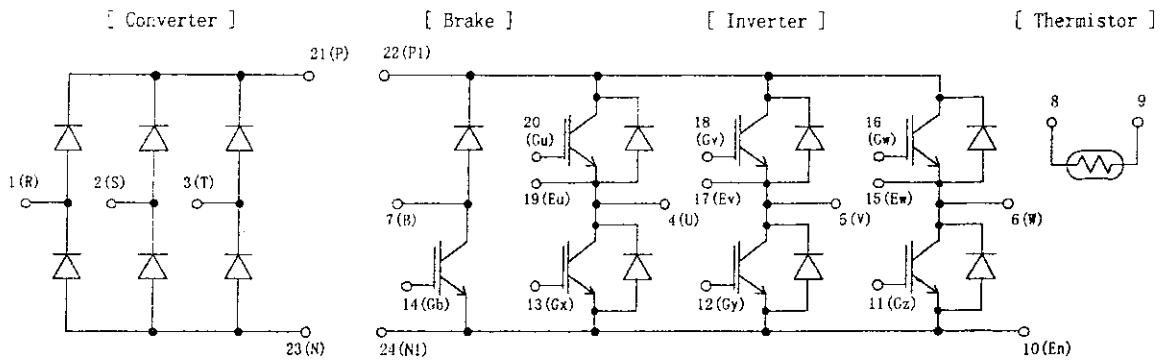 [ Converter ]
[ Brake ]
[ Inverter ]
[ Thermistor ]
21(P)
22(P1)
20
(Gu)
18
(Gv)
16
(Gw)
8
9
1(R)
2(S)
3(T)
7(B)
19(Eu)
4(U)
17(Ev)
5(V)
15(Ew)
6(W)
14(Gb)
13(Gx)
12(Gy)
11(Gz)
23(N)
24(N1)
10(En)